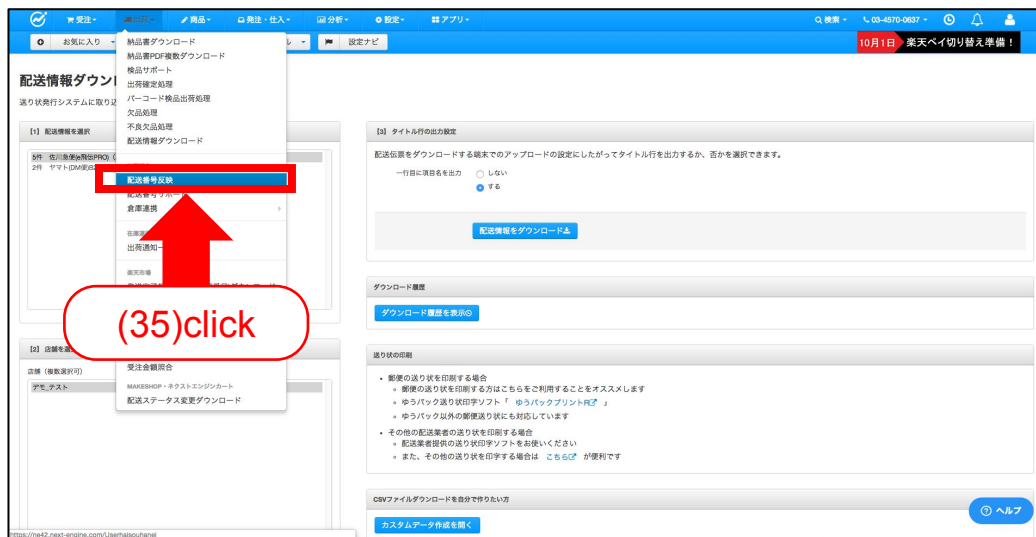 受注 出荷 商品 発注・仕入 分析 設定 アプリ 検索 03-4570-0637
お気に入り 設定ナビ 10月1日 楽天ペイ切り替え準備！
納品書ダウンロード
納品書PDF複数ダウンロード
検品サポート
出荷確定処理
バーコード検品出荷処理
欠品処理
不良欠品処理
配送情報ダウンロード
配送番号反映
配送番号サポート
倉庫連携
出荷通知
楽天市場
(35)click
受注金額照合
MAKESHOP・ネクストエンジンカート
配送ステータス変更ダウンロード
配送情報ダウン
送り状発行システムに取り込
[1] 配送情報を選択
5件 佐川急便(e飛伝PRO)
2件 ヤマト(DM便)B2
[2] 店舗を選
店舗（複数選択可）
デモ_テスト
[3] タイトル行の出力設定
配送伝票をダウンロードする端末でのアップロードの設定にしたがってタイトル行を出力するか、否かを選択できます。
一行目に項目名を出力 しない
する
配送情報をダウンロード
ダウンロード履歴
ダウンロード履歴を表示
送り状の印刷
• 郵便の送り状を印刷する場合
◦ 郵便の送り状を印刷する方はこちらをご利用することをオススメします
◦ ゆうパック送り状印字ソフト「 ゆうパックプリントR 」
◦ ゆうパック以外の郵便送り状にも対応しています
• その他の配送業者の送り状を印刷する場合
◦ 配送業者提供の送り状印字ソフトをお使いください
◦ また、その他の送り状を印字する場合は こちら が便利です
CSVファイルダウンロードを自分で作りたい方
カスタムデータ作成を開く
ヘルプ
https://ne42.next-engine.com/Userhaisouhanei